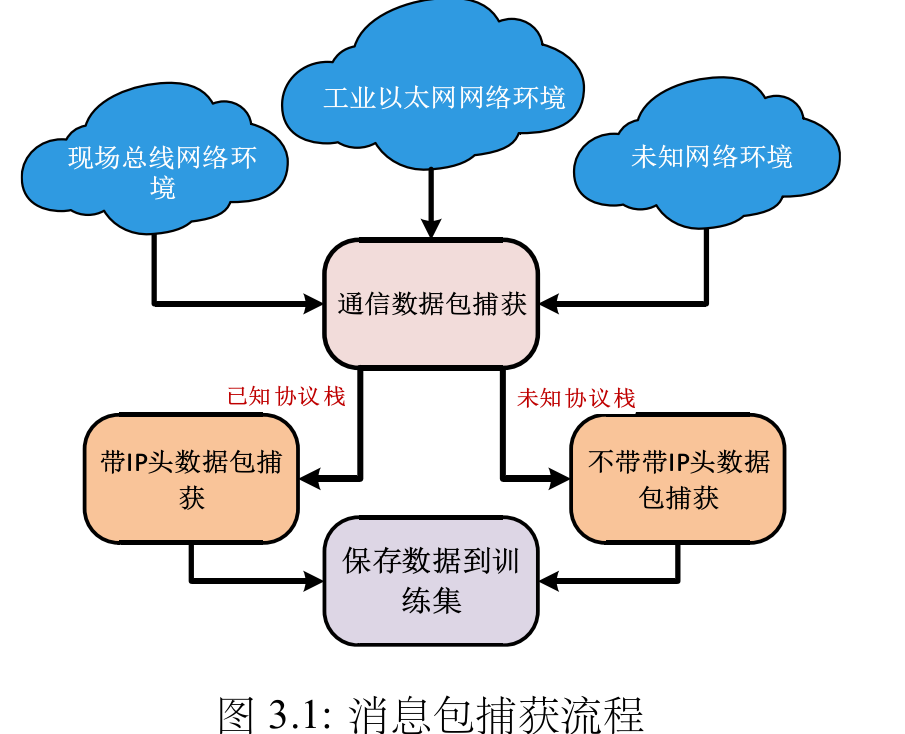 工业以太网网络环境
现场总线网络环
境
未知网络环境
通信数据包捕获
已知协议栈
未知协议栈
带IP头数据包捕
获
不带带IP头数据
包捕获
保存数据到训
练集
图 3.1: 消息包捕获流程